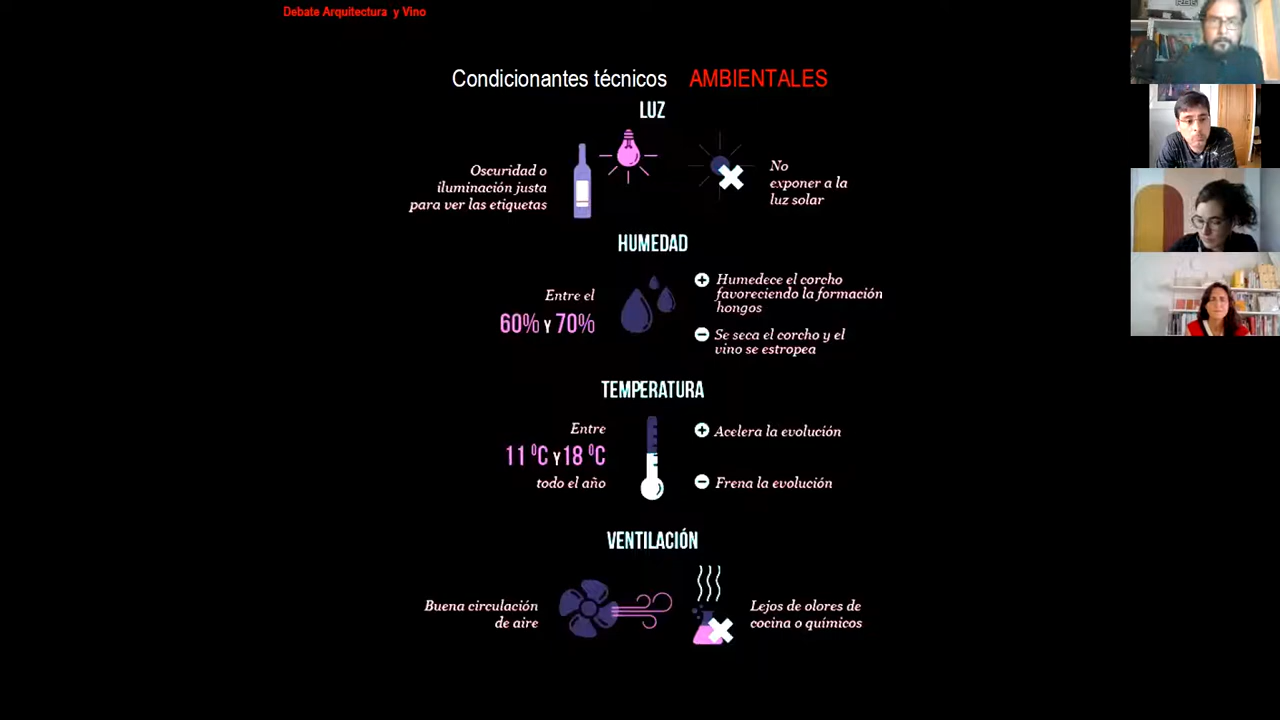 Debate Arquitectura y Vino
Condicionantes técnicos AMBIENTALES
LUZ
Oscuridad o
iluminación justa
para ver las etiquetas
No
exponer a la
luz solar
HUMEDAD
Entre el
60% Y 70%
Humedece el corcho
favoreciendo la formación
hongos
Se seca el corcho y el
vino se estropea
TEMPERATURA
Entre
11 ºC Y 18 ºC
todo el año
Acelera la evolución
Frena la evolución
VENTILACIÓN
Buena circulación
de aire
Lejos de olores de
cocina o químicos